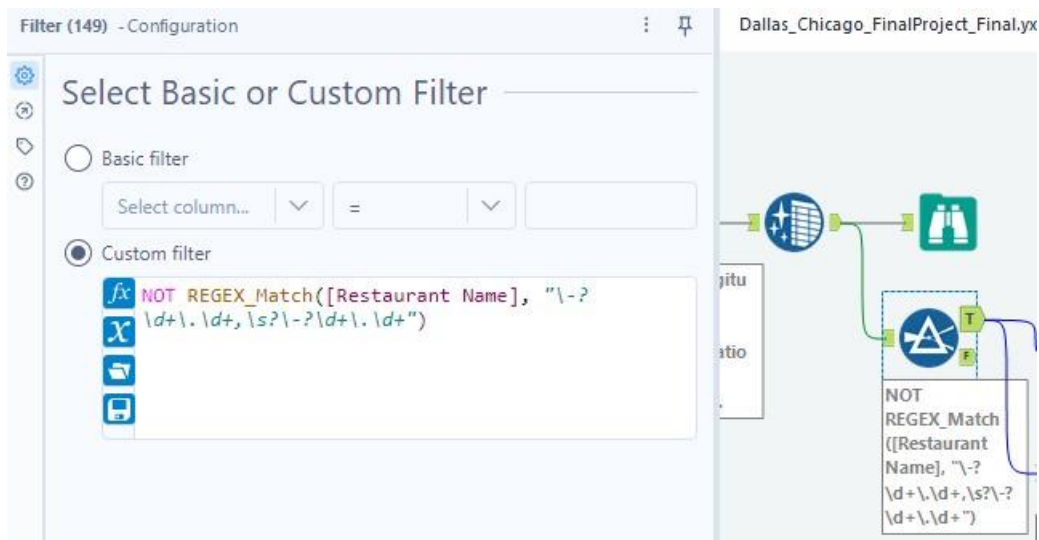 Filter (149) - Configuration
Dallas_Chicago_FinalProject_Final.yx
Select Basic or Custom Filter
Basic filter
Select column...
=
Custom filter
fx NOT REGEX_Match([Restaurant Name], "\-?
X \d+\.\d+,\s?\-?\d+\.\d+")
gitu
atio
T
F
NOT
REGEX_Match
([Restaurant
Name], "\-?
\d+\.\d+,\s?\-?
\d+\.\d+")